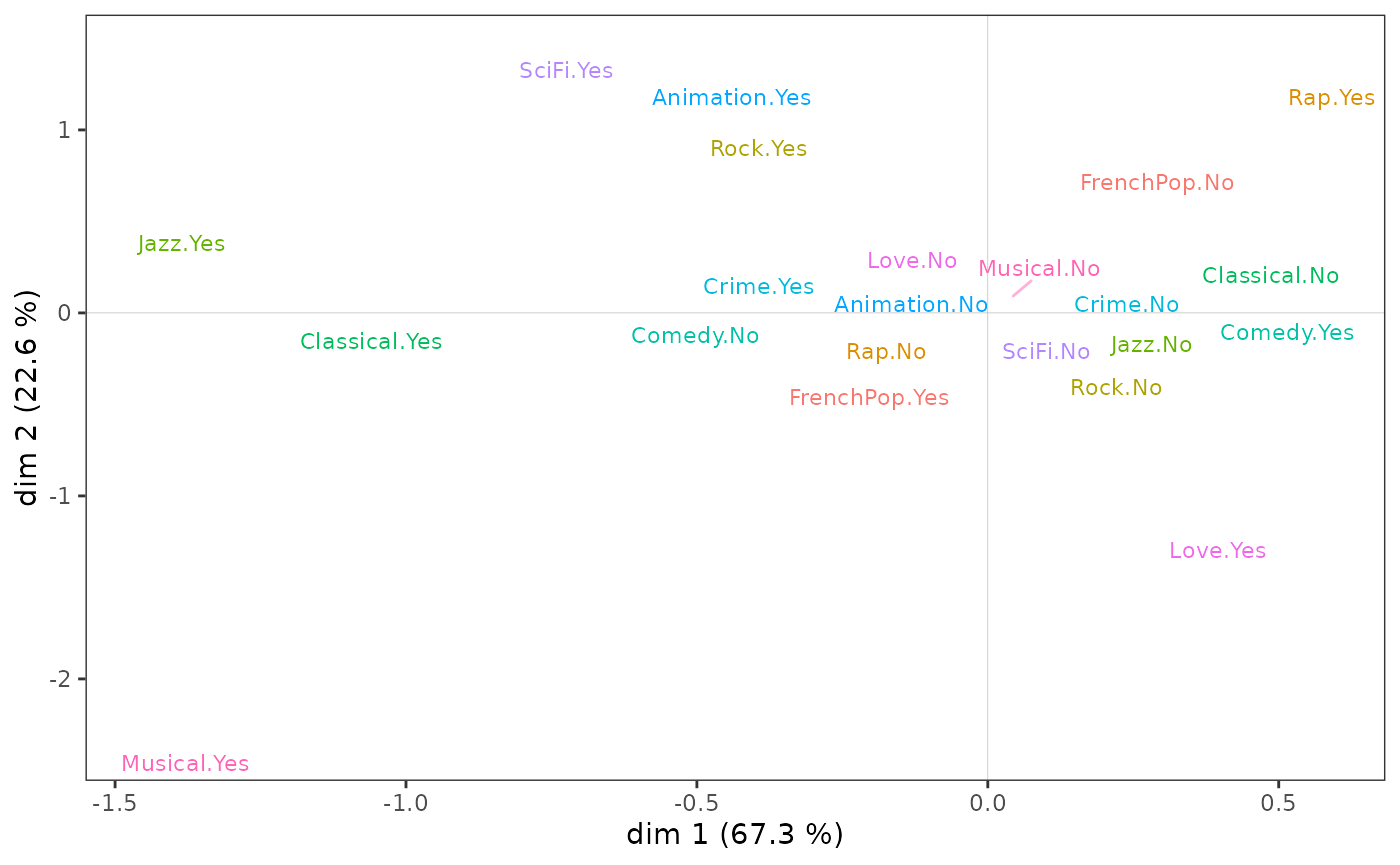 SciFi.Yes
Animation.Yes
Rap.Yes
1
Rock.Yes
FrenchPop.No
Jazz.Yes
Love.No
Musical.No
Classical.No
Crime.Yes
Animation.No
Crime.No
0
Classical.Yes
Comedy.No
Comedy.Yes
Rap.No
SciFi.No
Jazz.No
Rock.No
FrenchPop.Yes
dim 2 (22.6 %)
-1
Love.Yes
-2
Musical.Yes
-1.5
-1.0
-0.5
0.0
0.5
dim 1 (67.3 %)